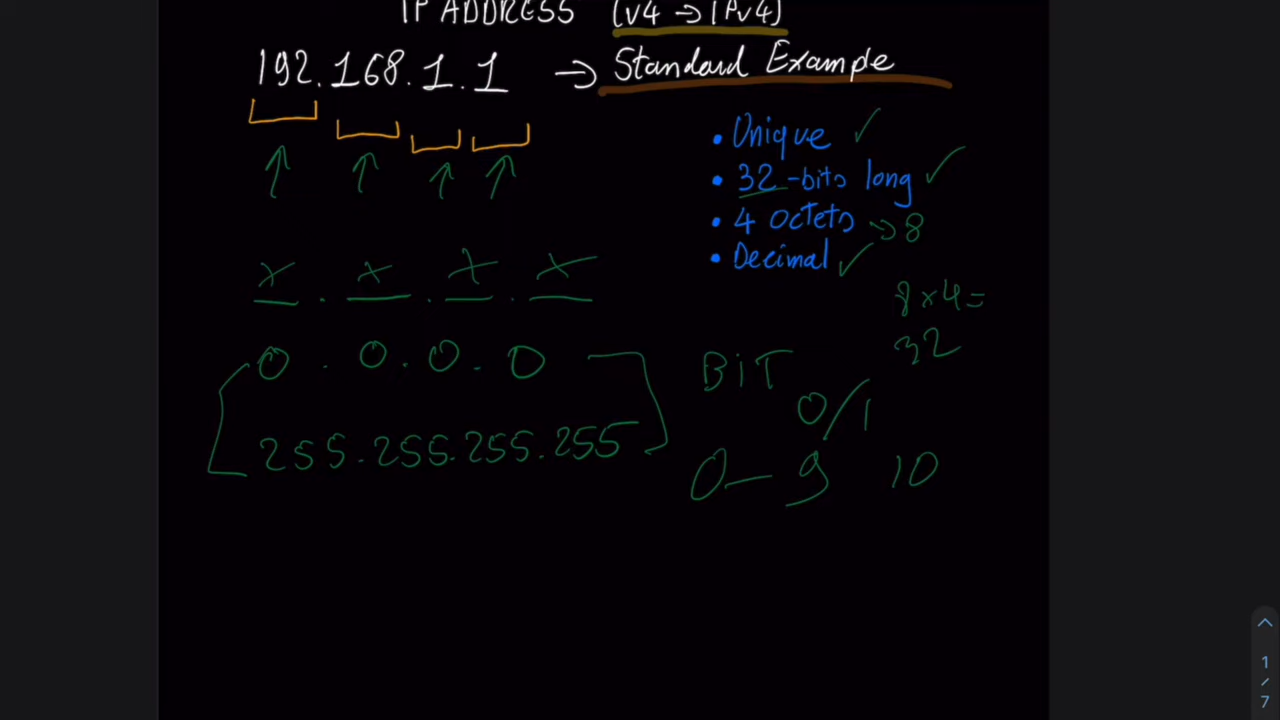 IP ADDRESS (v4 → IPv4)
192.168.1.1 → Standard Example
• Unique ✓
• 32-bits long ✓
• 4 Octets → 8
• Decimal ✓
8 x 4 =
32
x . x . x . x
0 . 0 . 0 . 0
255.255.255.255
BiT
0/1
0-9 10
1
/
7